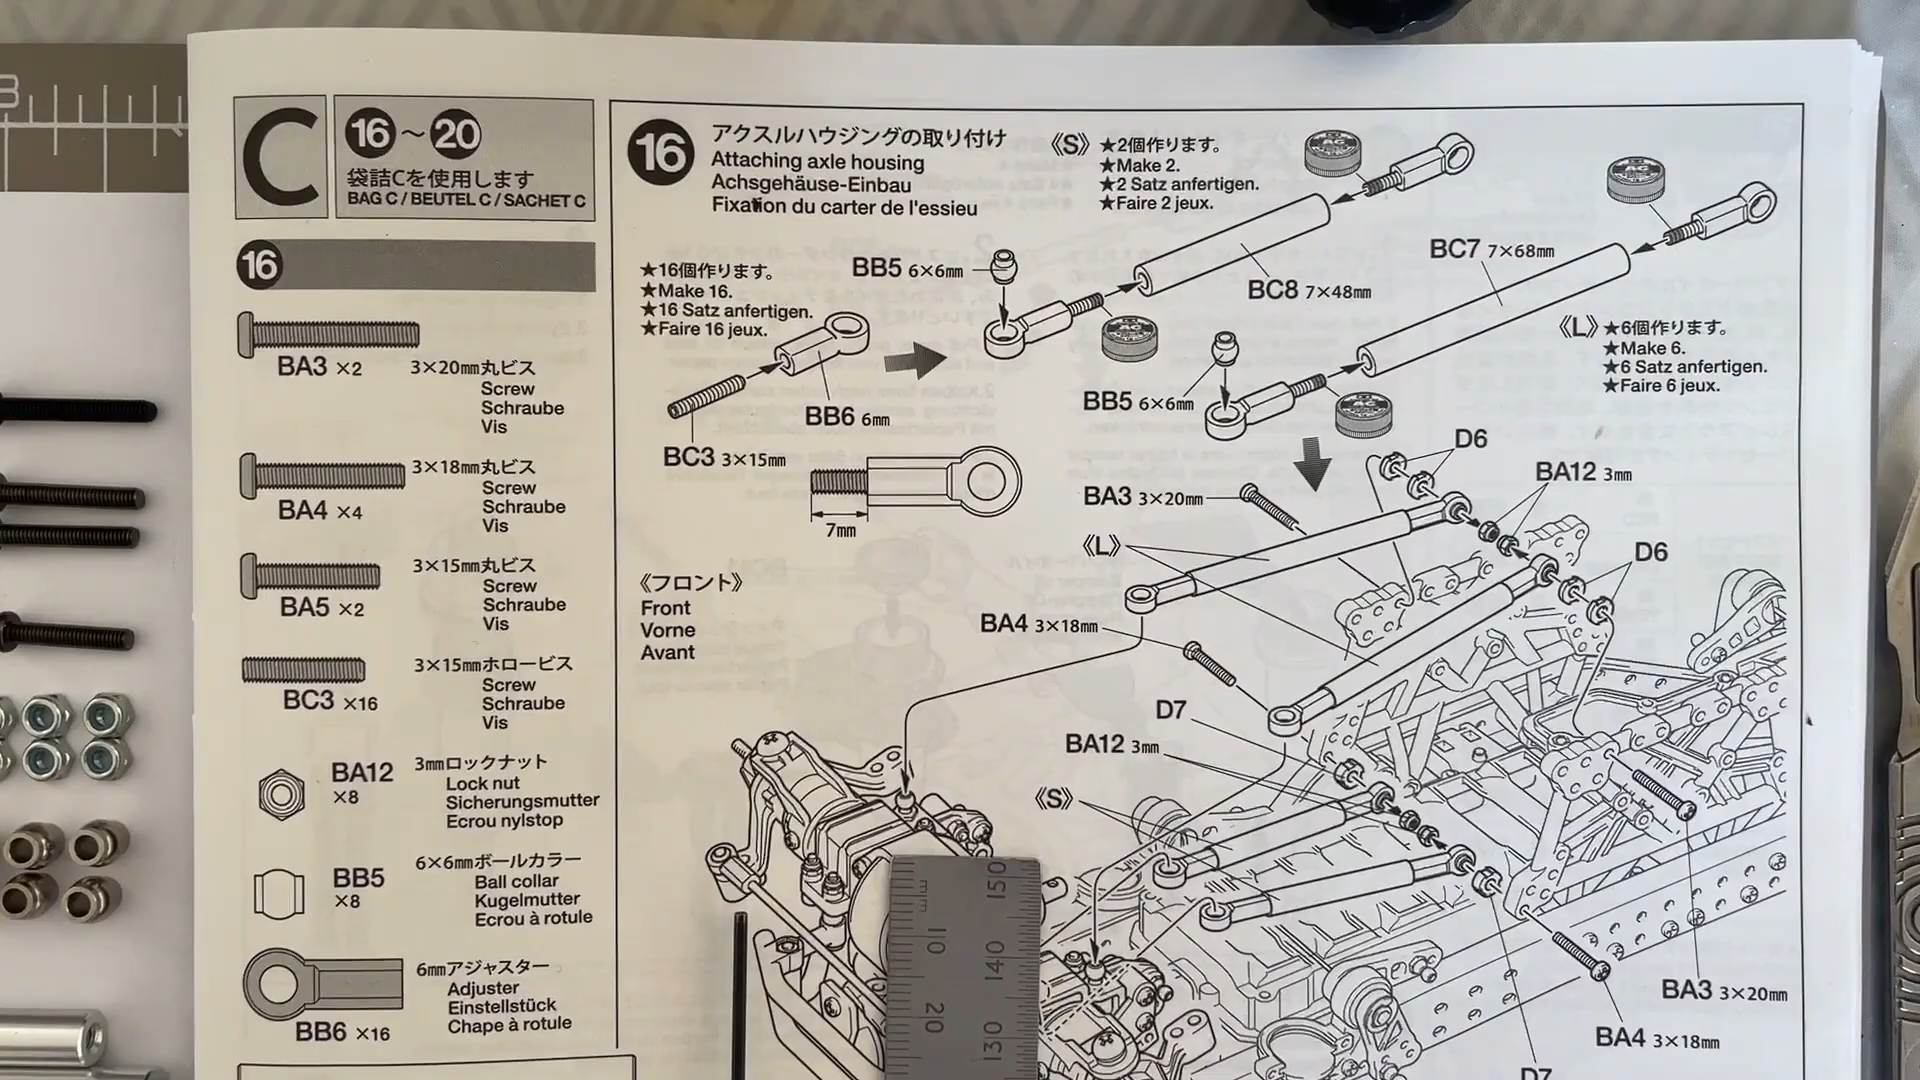 C
16～20
袋詰Cを使用します
BAG C / BEUTEL C / SACHET C
16
BA3 ×2
3×20mm丸ビス
Screw
Schraube
Vis
BA4 ×4
3×18mm丸ビス
Screw
Schraube
Vis
BA5 ×2
3×15mm丸ビス
Screw
Schraube
Vis
BC3 ×16
3×15mmホロービス
Screw
Schraube
Vis
BA12
×8
3mmロックナット
Lock nut
Sicherungsmutter
Ecrou nylstop
BB5
×8
6×6mmボールカラー
Ball collar
Kugelmutter
Ecrou à rotule
BB6 ×16
6mmアジャスター
Adjuster
Einstellstück
Chape à rotule
16
アクスルハウジングの取り付け
Attaching axle housing
Achsgehäuse-Einbau
Fixation du carter de l'essieu
《S》
★2個作ります。
★Make 2.
★2 Satz anfertigen.
★Faire 2 jeux.
★16個作ります。
★Make 16.
★16 Satz anfertigen.
★Faire 16 jeux.
BB5 6×6mm
BC8 7×48mm
BC7 7×68mm
《L》
★6個作ります。
★Make 6.
★6 Satz anfertigen.
★Faire 6 jeux.
BB6 6mm
BC3 3×15mm
BB5 6×6mm
7mm
D6
BA12 3mm
BA3 3×20mm
《L》
D6
《フロント》
Front
Vorne
Avant
BA4 3×18mm
D7
BA12 3mm
《S》
BA3 3×20mm
BA4 3×18mm
D7
mm
10
20
150
140
130